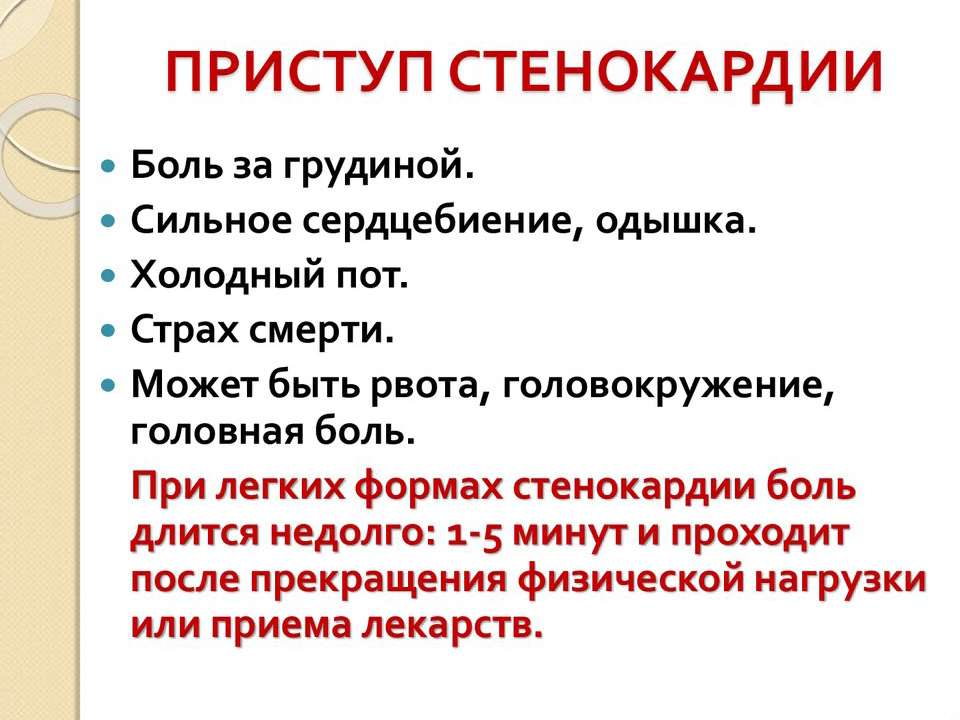 ПРИСТУП СТЕНОКАРДИИ
• Боль за грудиной.
• Сильное сердцебиение, одышка.
• Холодный пот.
• Страх смерти.
• Может быть рвота, головокружение,
головная боль.
При легких формах стенокардии боль
длится недолго: 1-5 минут и проходит
после прекращения физической нагрузки
или приема лекарств.